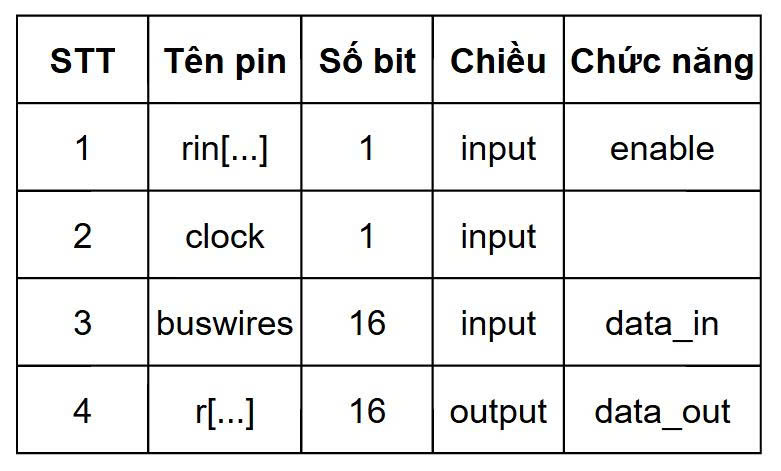 STT Tên pin Số bit Chiều Chức năng
1 rin[...] 1 input enable
2 clock 1 input
3 buswires 16 input data_in
4 r[...] 16 output data_out